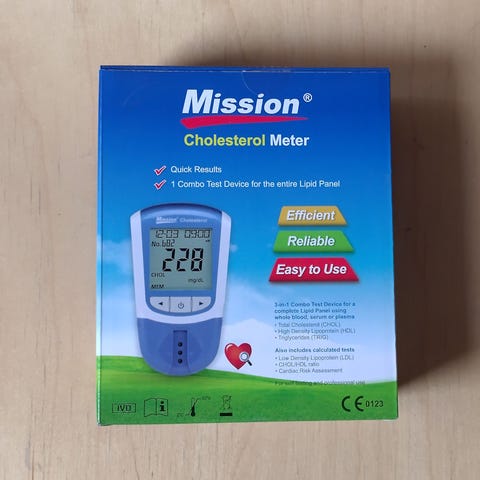 Mission®
Cholesterol Meter
Quick Results
1 Combo Test Device for the entire Lipid Panel
Efficient
Reliable
Easy to Use
Mission® Cholesterol
12-03 09:00
No.682
228
CHOL
mg/dL
MEM
3-in-1 Combo Test Device for a
complete Lipid Panel using
whole blood, serum or plasma
• Total Cholesterol (CHOL)
• High Density Lipoprotein (HDL)
• Triglycerides (TRIG)
Also includes calculated tests
• Low Density Lipoprotein (LDL)
• CHOL/HDL ratio
• Cardiac Risk Assessment
For self testing and professional use
IVD
i
CE 0123